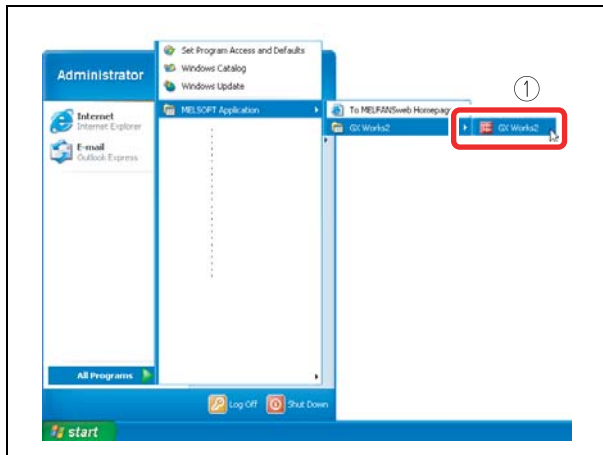 Administrator
Internet
Internet Explorer
E-mail
Outlook Express
All Programs
Set Program Access and Defaults
Windows Catalog
Windows Update
MELSOFT Application
To MELFANSweb Homepage
GX Works2
①
GX Works2
Log Off
Shut Down
start